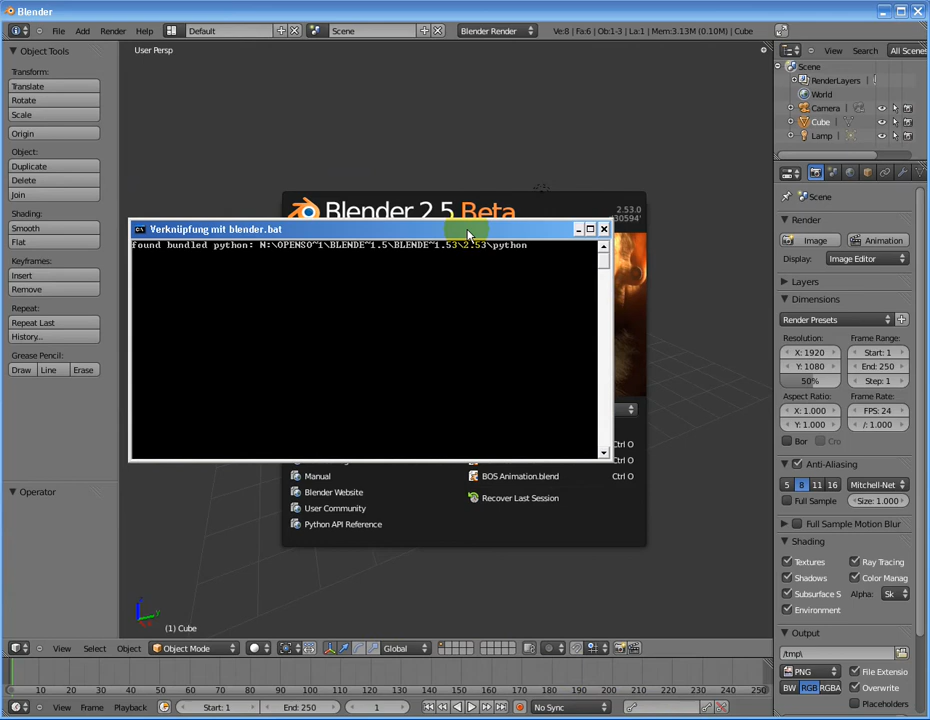 Blender
File Add Render Help Default Scene Blender Render Ve:8 | Fa:6 | Ob:1-3 | La:1 | Mem:3.13M (0.10M) | Cube
Object Tools
Transform:
Translate
Rotate
Scale
Origin
Object:
Duplicate
Delete
Join
Shading:
Smooth
Flat
Keyframes:
Insert
Remove
Repeat:
Repeat Last
History...
Grease Pencil:
Draw Line Erase
Operator
User Persp
Blender 2.5 Beta
2.53.0
Verknüpfung mit blender.bat
found bundled python: N:\OPENSO~1\BLENDE~1.5\BLENDE~1.53\2.53\python
Ctrl O
Ctrl O
Manual
BOS Animation.blend Ctrl O
Blender Website
Recover Last Session
User Community
Python API Reference
(1) Cube
View Select Object Object Mode Global
0 10 20 30 40 50 60 70 80 90 100 110 120 130 140 150 160 170 180 190 200 210 220 230 240 250
View Frame Playback Start: 1 End: 250 1 No Sync
View Search All Scenes
Scene
RenderLayers
World
Camera
Cube
Lamp
Scene
Render
Image Animation
Display: Image Editor
Layers
Dimensions
Render Presets
Resolution: Frame Range:
X: 1920 Start: 1
Y: 1080 End: 250
50% Step: 1
Aspect Ratio: Frame Rate:
X: 1.000 FPS: 24
Y: 1.000 /: 1.000
Bor Cro
Anti-Aliasing
5 8 11 16 Mitchell-Net
Full Sample Size: 1.000
Full Sample Motion Blur
Shading
Textures Ray Tracing
Shadows Color Manag
Subsurface S Alpha: Sk
Environment
Output
/tmp\
PNG File Extensio
BW RGB RGBA Overwrite
Placeholders